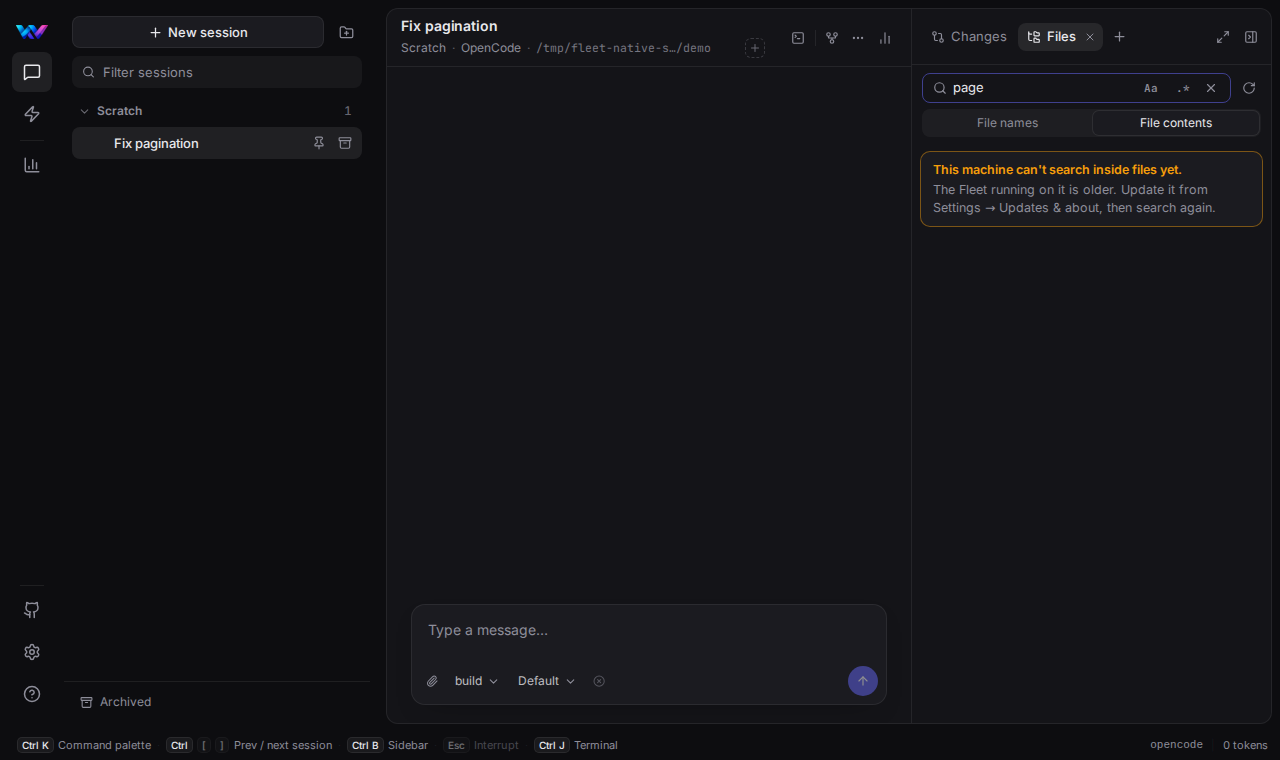 New session
Filter sessions
Scratch 1
Fix pagination
Archived
Fix pagination
Scratch · OpenCode · /tmp/fleet-native-s…/demo
Type a message...
build
Default
Changes
Files
page
Aa
.*
File names
File contents
This machine can't search inside files yet.
The Fleet running on it is older. Update it from
Settings → Updates & about, then search again.
Ctrl K Command palette Ctrl [ ] Prev / next session Ctrl B Sidebar Esc Interrupt Ctrl J Terminal
opencode 0 tokens